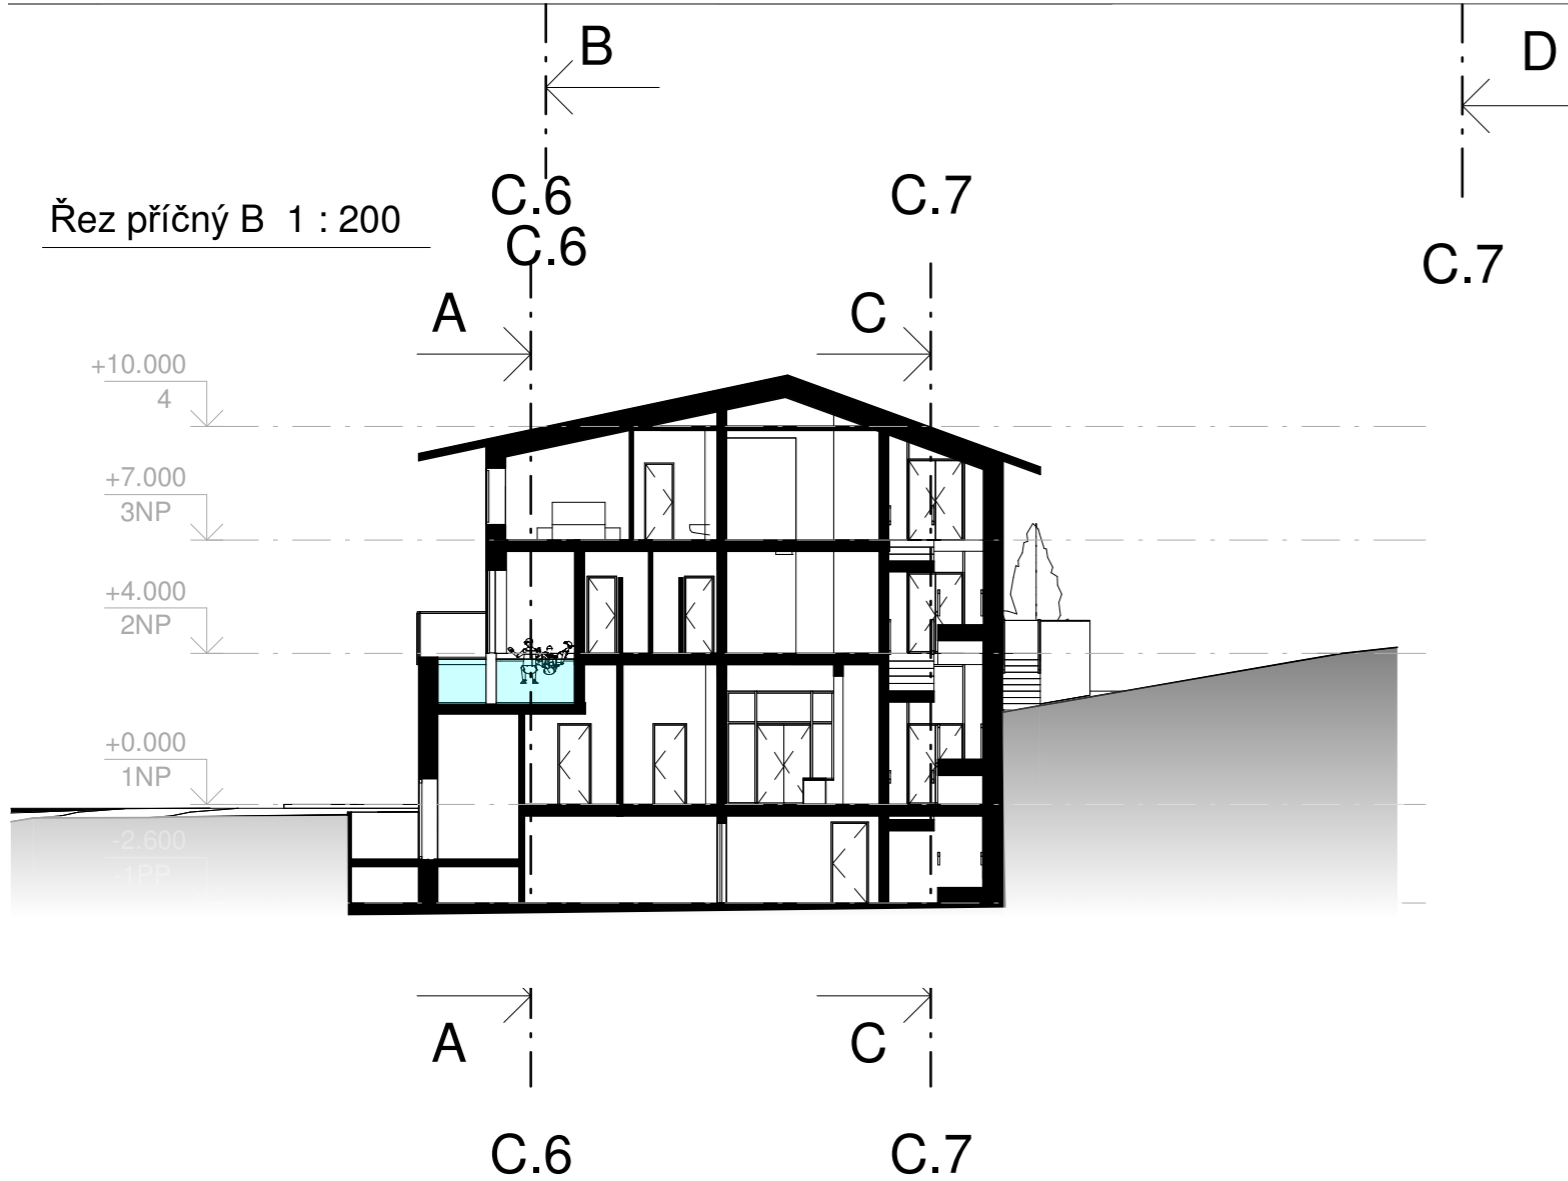 B
D
C.6
C.7
Řez příčný B 1 : 200
C.6
C.7
A
C
+10.000
4
+7.000
3NP
+4.000
2NP
+0.000
1NP
-2.600
-1PP
A
C
C.6
C.7